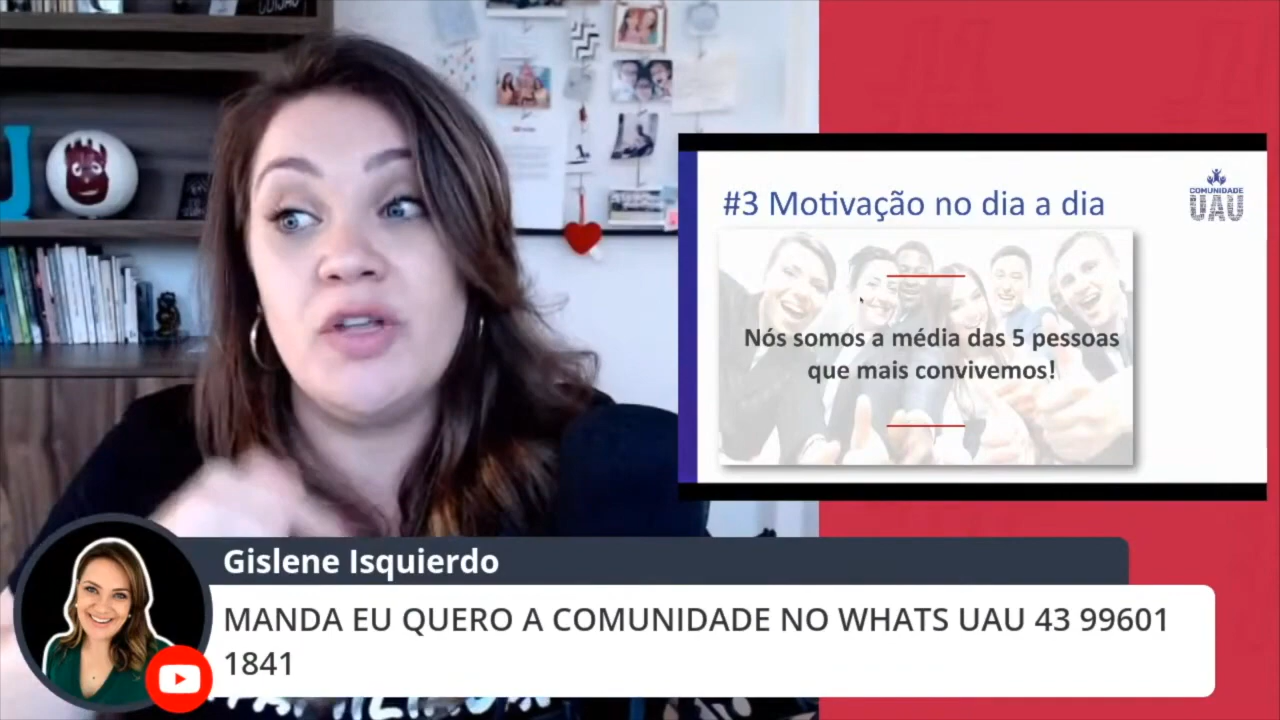 #3 Motivação no dia a dia
COMUNIDADE
UAU
Nós somos a média das 5 pessoas
que mais convivemos!
Gislene Isquierdo
MANDA EU QUERO A COMUNIDADE NO WHATS UAU 43 99601
1841